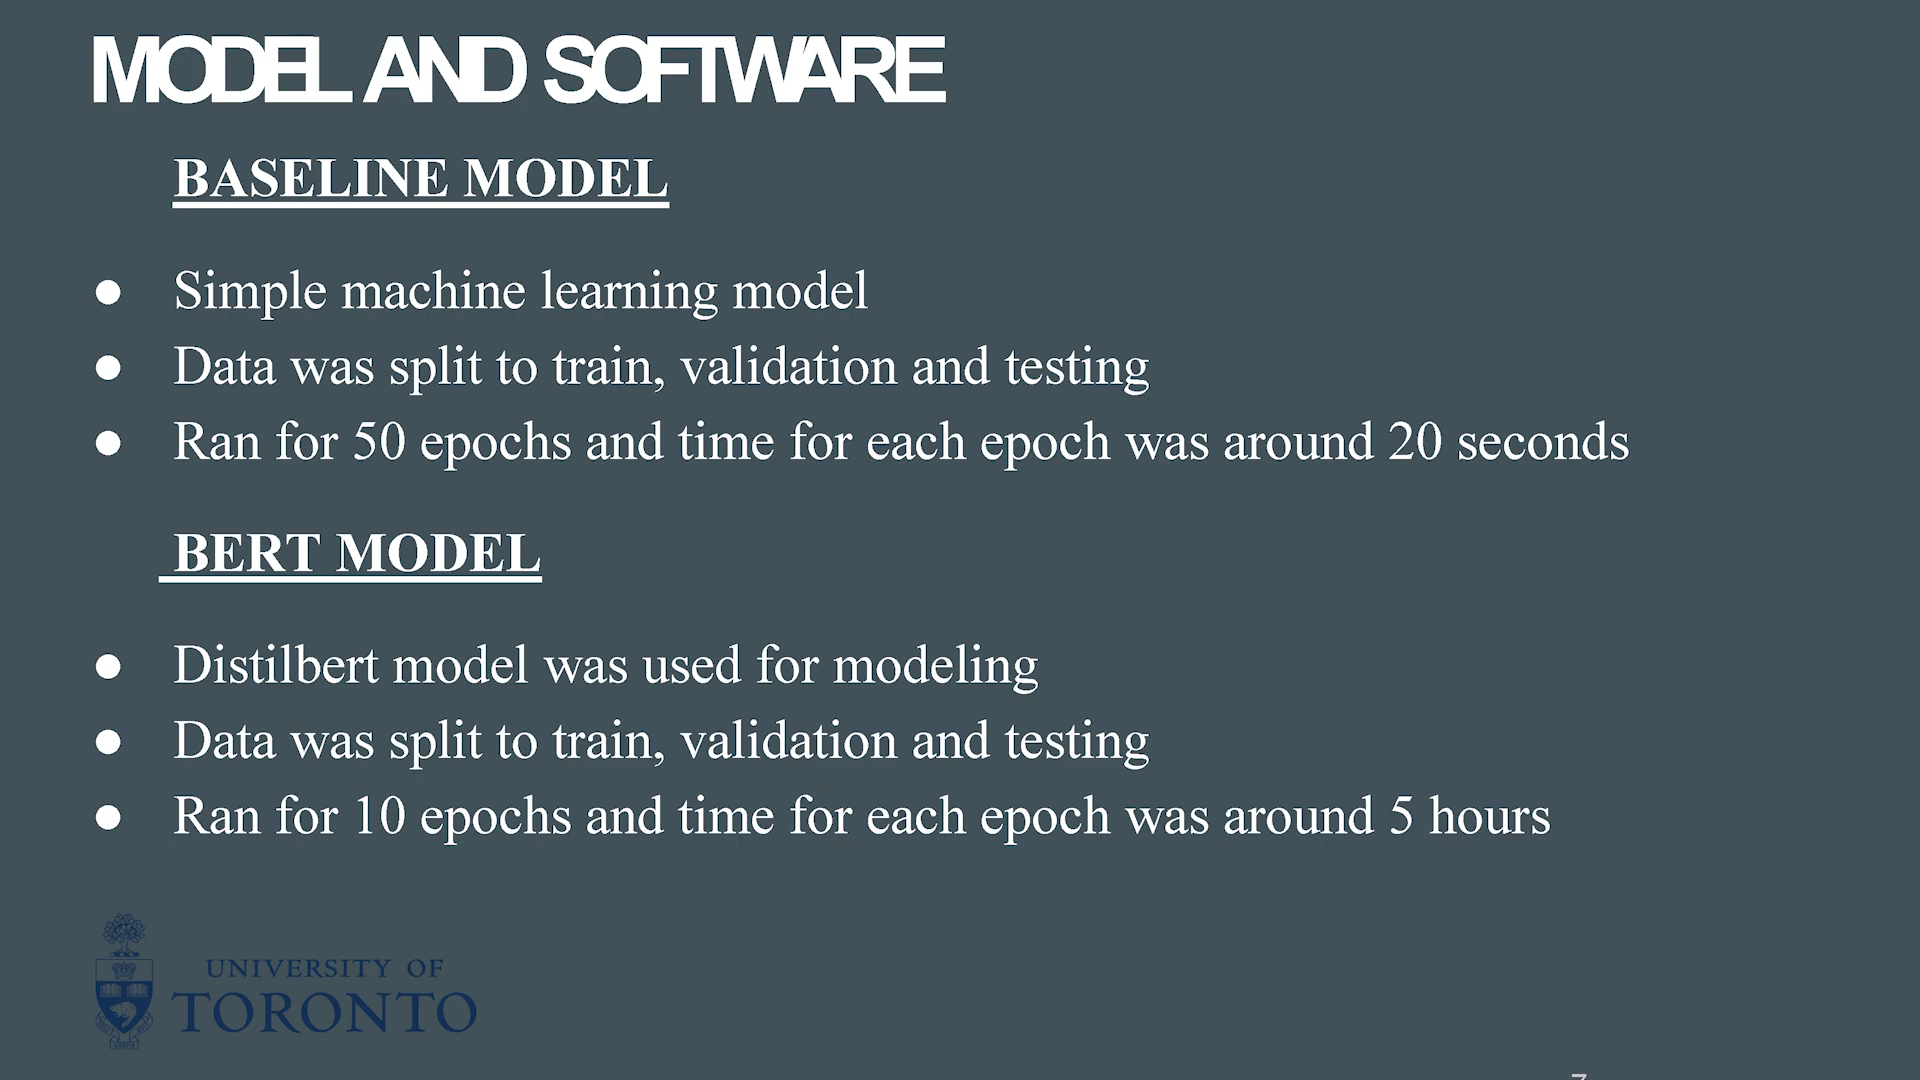 MODEL AND SOFTWARE
BASELINE MODEL
● Simple machine learning model
● Data was split to train, validation and testing
● Ran for 50 epochs and time for each epoch was around 20 seconds
BERT MODEL
● Distilbert model was used for modeling
● Data was split to train, validation and testing
● Ran for 10 epochs and time for each epoch was around 5 hours
UNIVERSITY OF
TORONTO